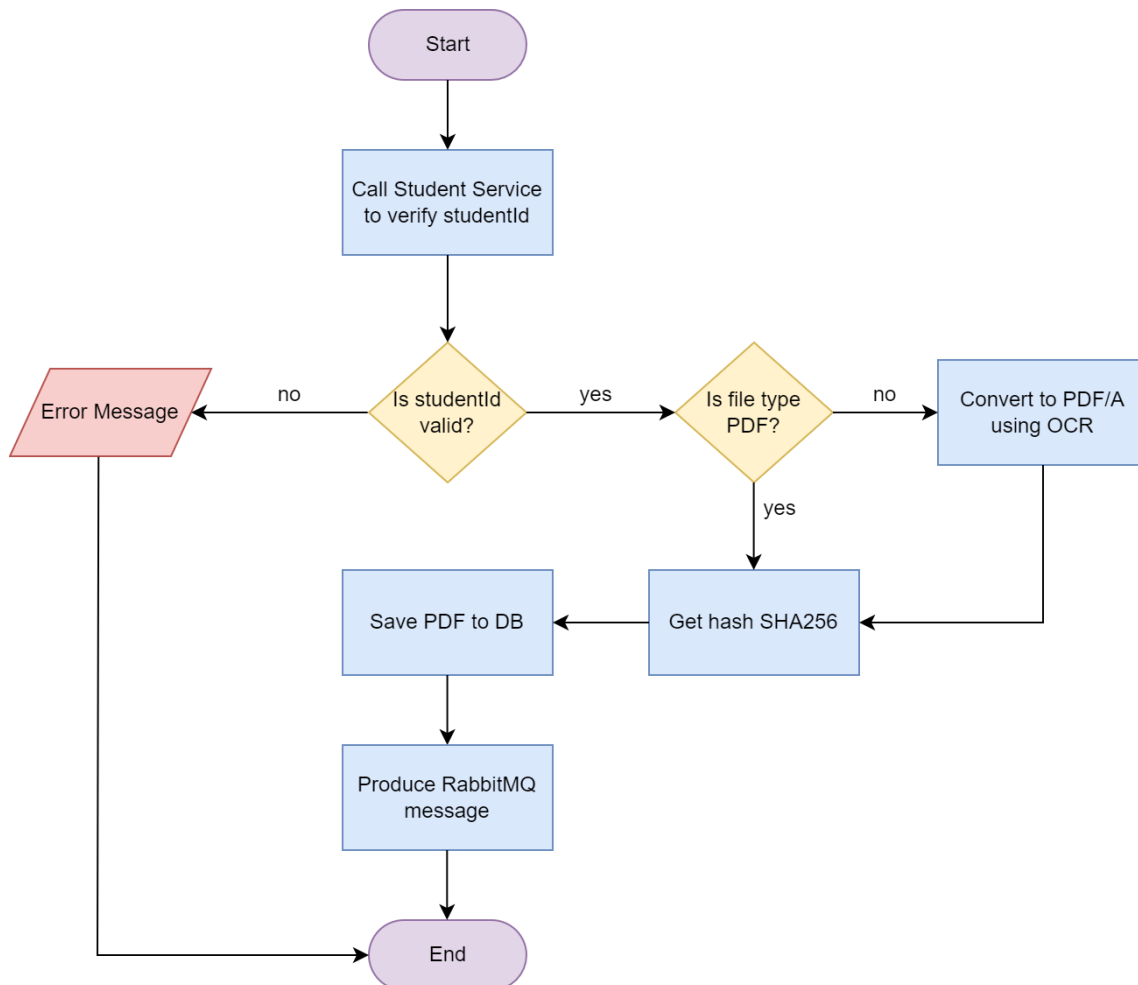 Start
Call Student Service
to verify studentId
Error Message
no
Is studentId
valid?
yes
Is file type
PDF?
no
Convert to PDF/A
using OCR
yes
Save PDF to DB
Get hash SHA256
Produce RabbitMQ
message
End